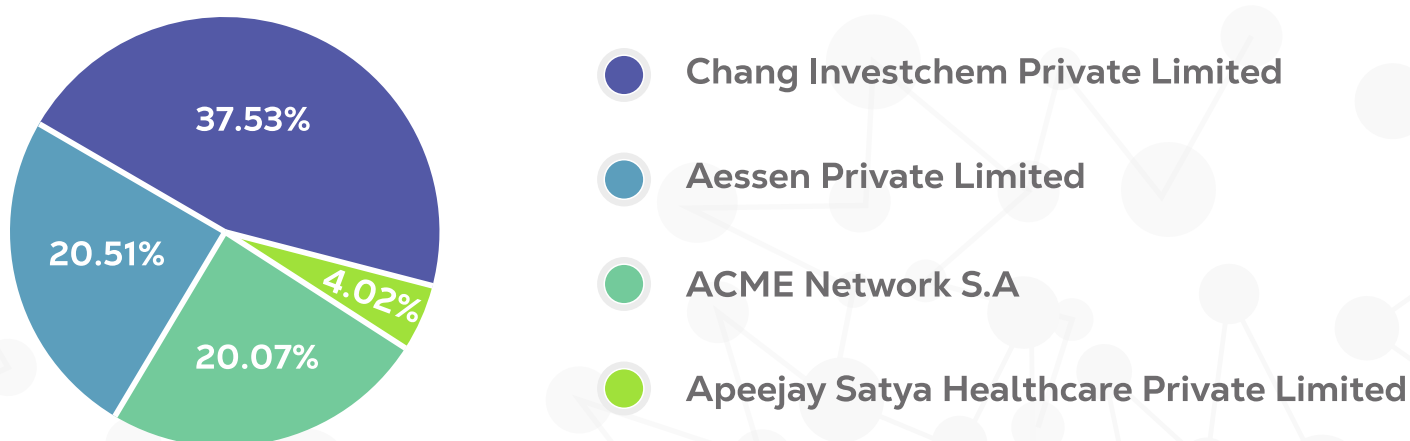 37.53%
20.51%
4.02%
20.07%
Chang Investchem Private Limited
Aessen Private Limited
ACME Network S.A
Apeejay Satya Healthcare Private Limited